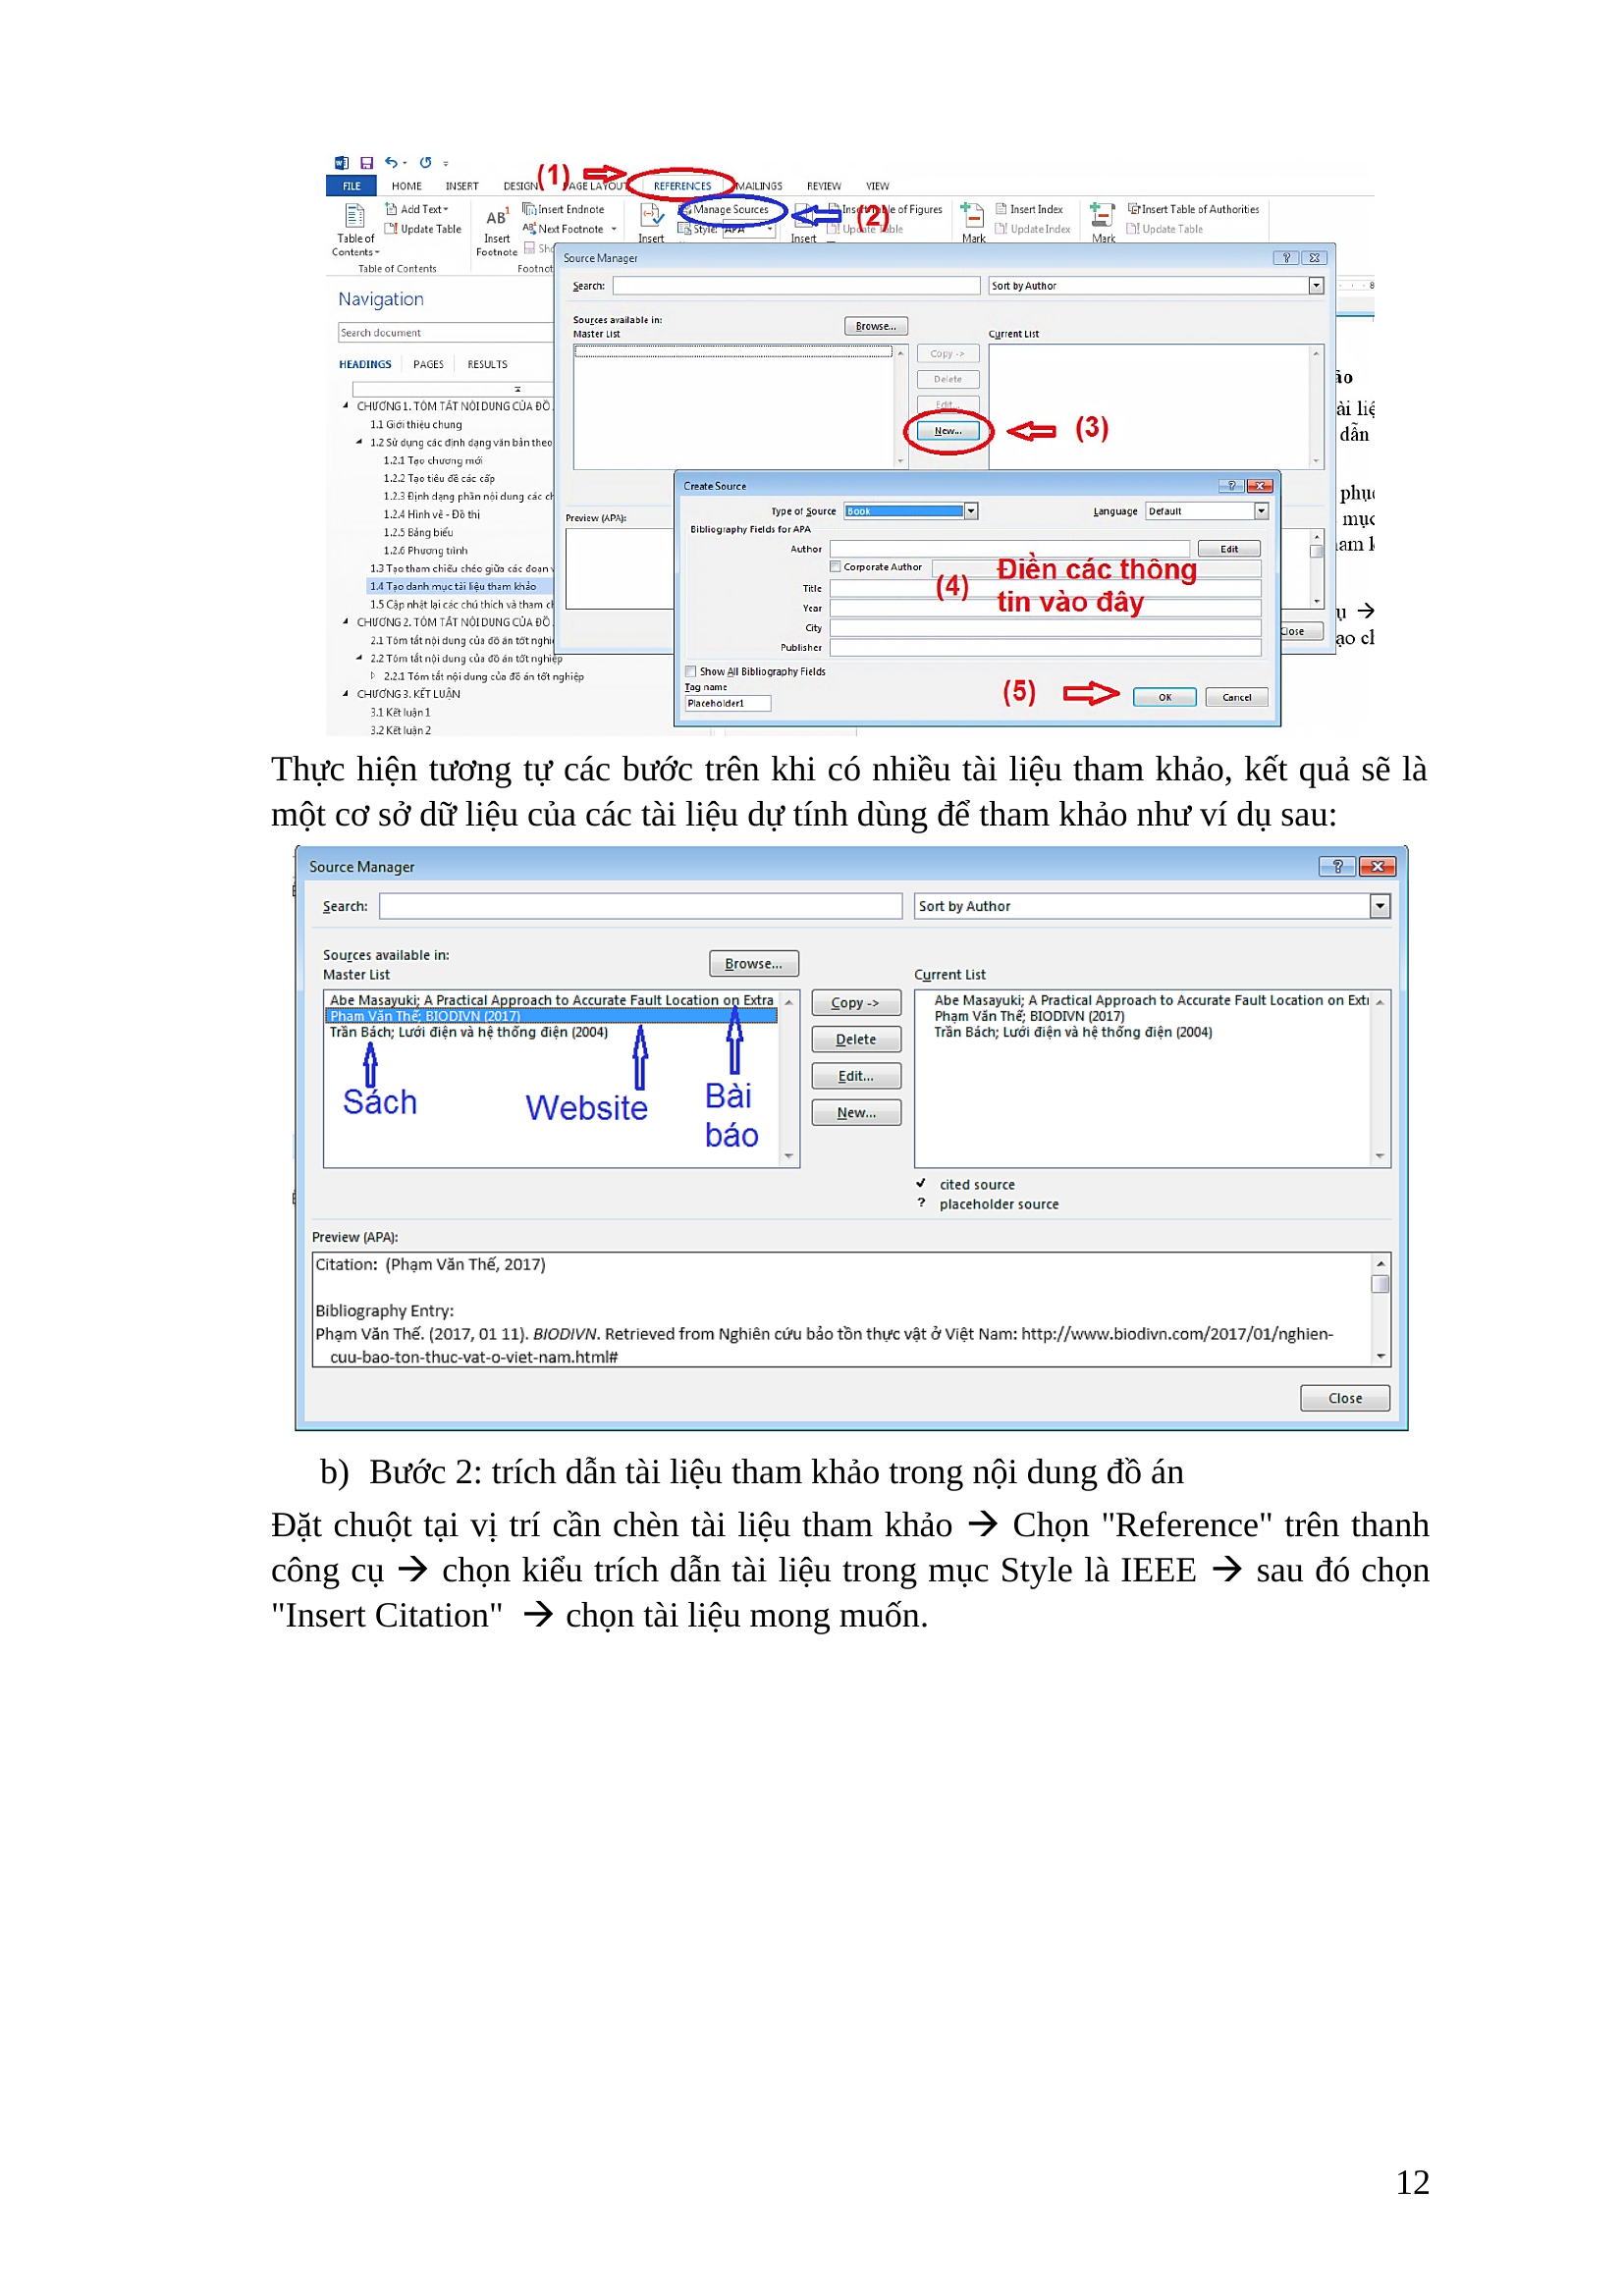 (1)
FILE HOME INSERT DESIGN PAGE LAYOUT REFERENCES MAILINGS REVIEW VIEW
Add Text Insert Endnote Manage Sources (2) Insert Table of Figures Insert Index Insert Table of Authorities
Update Table AB¹ Next Footnote Style: APA Update Table Update Index Update Table
Table of Contents Insert Footnote Insert Insert Mark Mark
Table of Contents
Source Manager
Navigation
Search: Sort by Author
Search document
Sources available in:
Master List Browse... Current List
HEADINGS PAGES RESULTS
Copy ->
Delete
Edit...
New... (3)
1.1 Giới thiệu chung
1.2 Sử dụng các định dạng văn bản theo
1.2.1 Tạo chương mới
1.2.2 Tạo tiêu đề các cấp
1.2.3 Định dạng phần nội dung các ch
1.2.4 Hình vẽ - Đồ thị
1.2.5 Bảng biểu
1.2.6 Phương trình
1.3 Tạo tham chiếu chéo giữa các đoạn v
1.4 Tạo danh mục tài liệu tham khảo
1.5 Cập nhật lại các chú thích và tham ch
CHƯƠNG 2. TÓM TẮT NỘI DUNG CỦA ĐỒ
2.1 Tóm tắt nội dung của đồ án tốt nghi
2.2 Tóm tắt nội dung của đồ án tốt nghiệp
2.2.1 Tóm tắt nội dung của đồ án tốt nghiệp
CHƯƠNG 3. KẾT LUẬN
3.1 Kết luận 1
3.2 Kết luận 2
Preview (APA):
Close
Create Source
Type of Source Book Language Default
Bibliography Fields for APA
Author Edit
Corporate Author
(4) Điền các thông
tin vào đây
Title
Year
City
Publisher
Show All Bibliography Fields
Tag name
Placeholder1
(5) OK Cancel
Thực hiện tương tự các bước trên khi có nhiều tài liệu tham khảo, kết quả sẽ là
một cơ sở dữ liệu của các tài liệu dự tính dùng để tham khảo như ví dụ sau:
Source Manager
Search: Sort by Author
Sources available in:
Master List Browse... Current List
Abe Masayuki; A Practical Approach to Accurate Fault Location on Extra
Phạm Văn Thế; BIODIVN (2017)
Trần Bách; Lưới điện và hệ thống điện (2004)
Sách Website Bài
báo
Copy ->
Delete
Edit...
New...
Abe Masayuki; A Practical Approach to Accurate Fault Location on Extr
Phạm Văn Thế; BIODIVN (2017)
Trần Bách; Lưới điện và hệ thống điện (2004)
✓ cited source
? placeholder source
Preview (APA):
Citation: (Phạm Văn Thế, 2017)
Bibliography Entry:
Phạm Văn Thế. (2017, 01 11). BIODIVN. Retrieved from Nghiên cứu bảo tồn thực vật ở Việt Nam: http://www.biodivn.com/2017/01/nghien-
cuu-bao-ton-thuc-vat-o-viet-nam.html#
Close
b) Bước 2: trích dẫn tài liệu tham khảo trong nội dung đồ án
Đặt chuột tại vị trí cần chèn tài liệu tham khảo → Chọn "Reference" trên thanh
công cụ → chọn kiểu trích dẫn tài liệu trong mục Style là IEEE → sau đó chọn
"Insert Citation" → chọn tài liệu mong muốn.
12